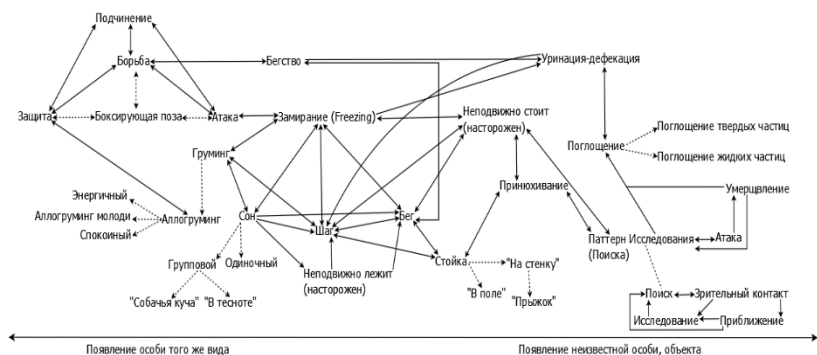 Подчинение
Борьба
Бегство
Уринация-дефекация
Защита
Боксирующая поза
Атака
Замирание (Freezing)
Неподвижно стоит
(насторожен)
Поглощение
Поглощение твердых частиц
Поглощение жидких частиц
Груминг
Принюхивание
Умерщвление
Энергичный
Аллогруминг молоди
Спокоиный
Аллогруминг
Сон
Шаг
Бег
Паттерн Исследования
(Поиска)
Атака
Групповой
Одиночный
Неподвижно лежит
(насторожен)
Стойка
"На стенку"
"В поле"
"Прыжок"
"Собачья куча"
"В тесноте"
Поиск
Зрительный контакт
Исследование
Приближение
Появление особи того же вида
Появление неизвестной особи, объекта